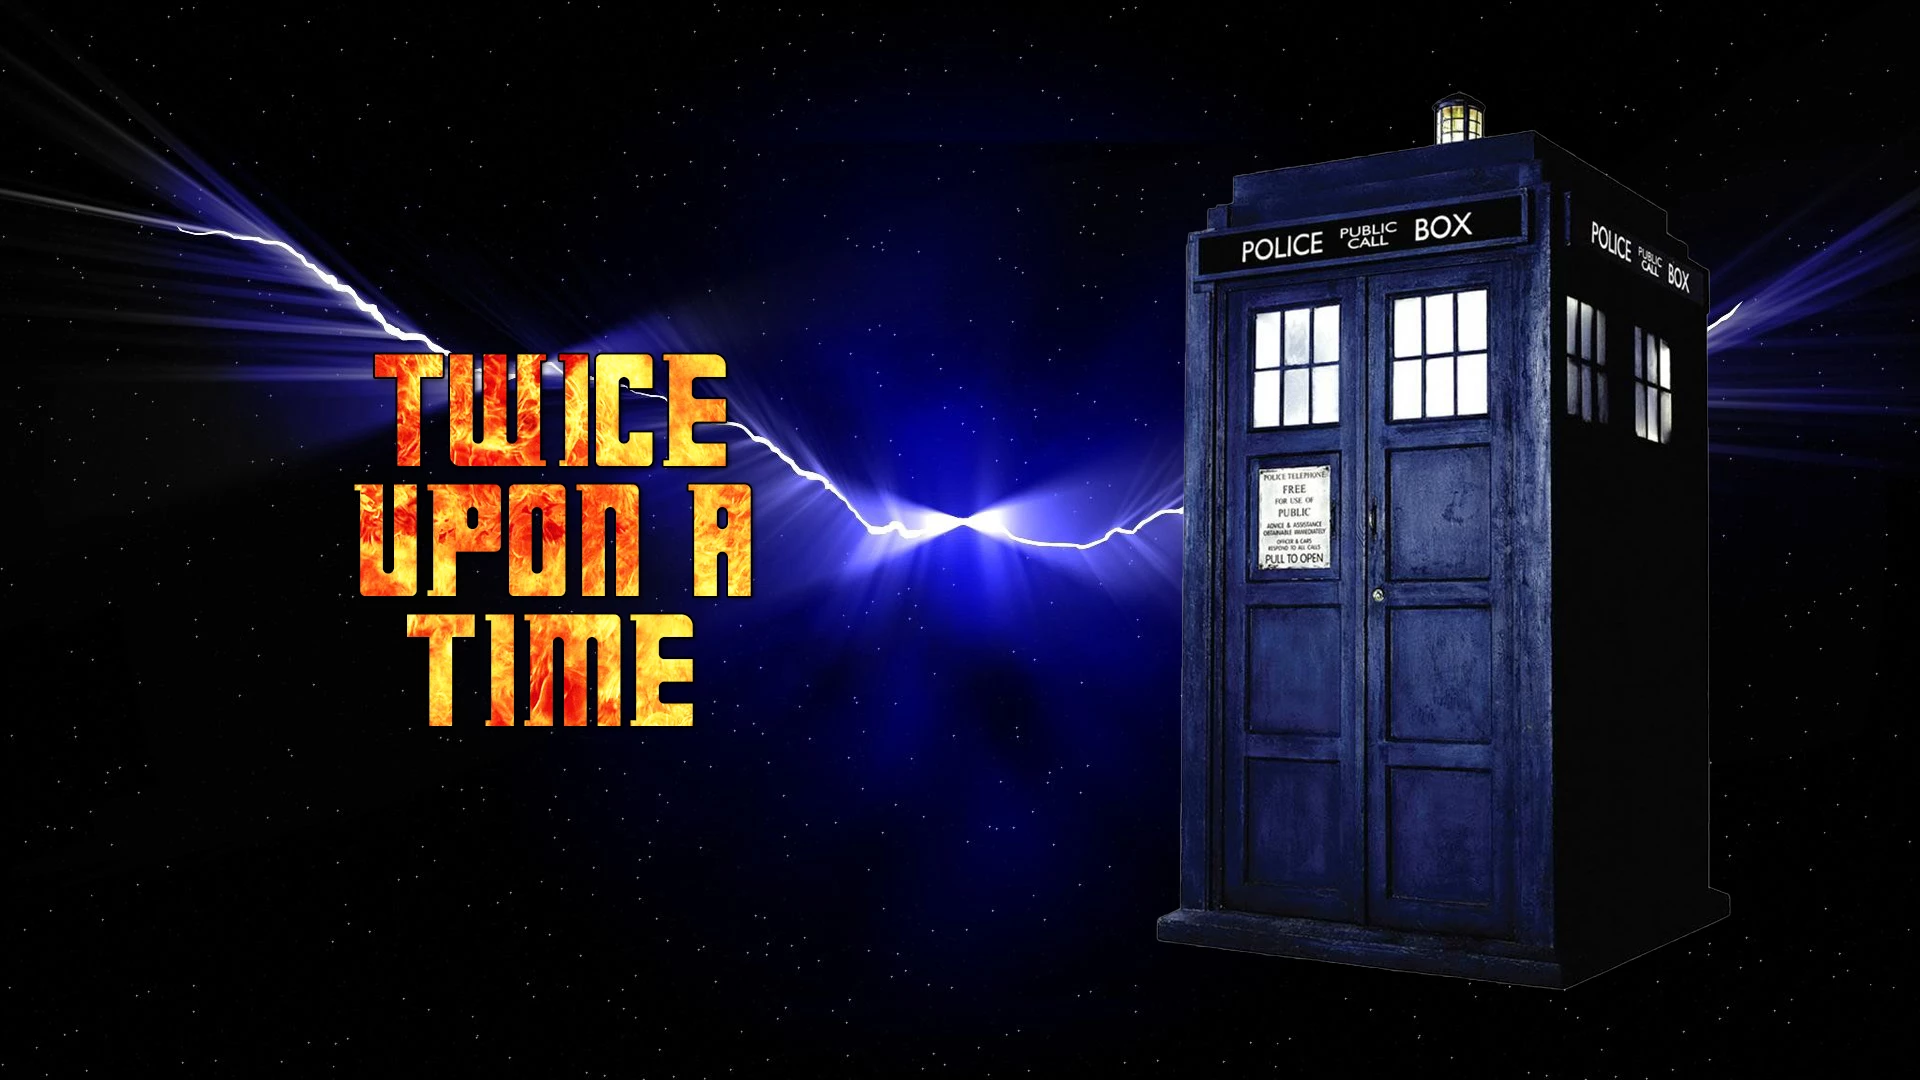 TWICE
UPON A
TIME
POLICE PUBLIC CALL BOX
POLICE PUBLIC CALL BOX
POLICE TELEPHONE
FREE
FOR USE OF
PUBLIC
ADVICE & ASSISTANCE
OBTAINABLE IMMEDIATELY
OFFICER & CARS
RESPOND TO ALL CALLS
PULL TO OPEN